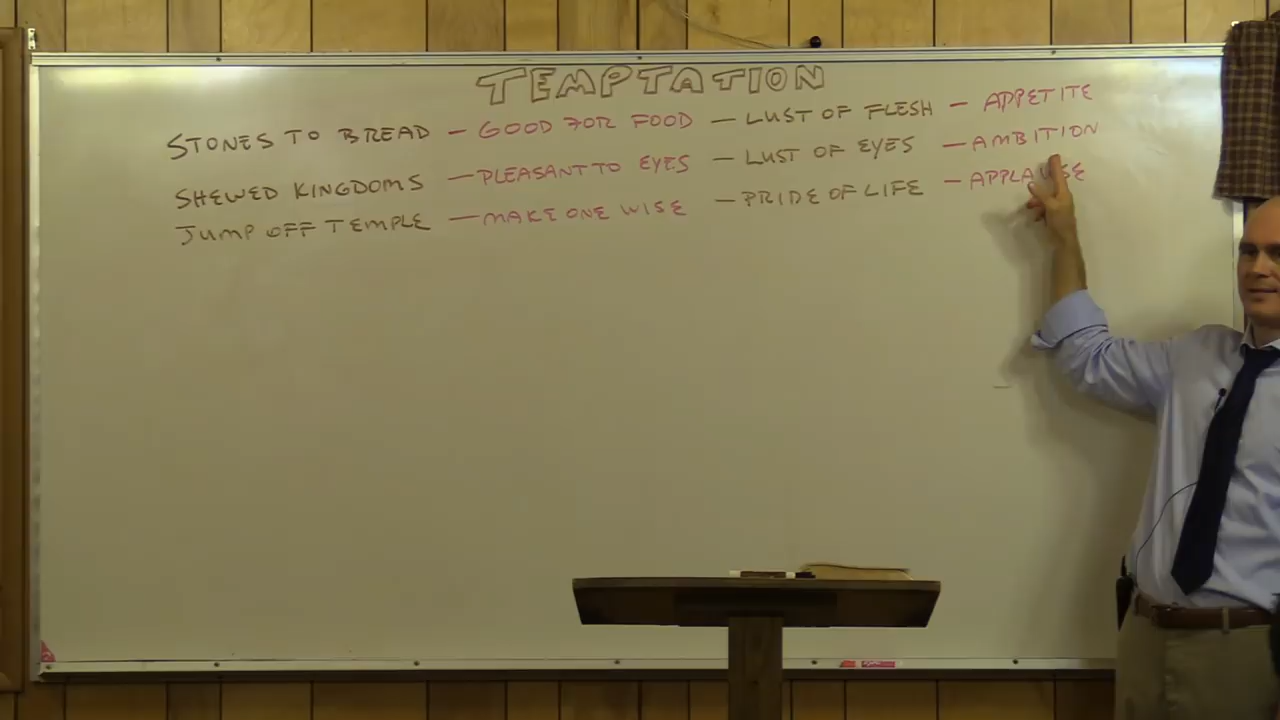 TEMPTATION
STONES TO BREAD - GOOD FOR FOOD - LUST OF FLESH - APPETITE
SHEWED KINGDOMS - PLEASANT TO EYES - LUST OF EYES - AMBITION
JUMP OFF TEMPLE - MAKE ONE WISE - PRIDE OF LIFE - APPLAUSE